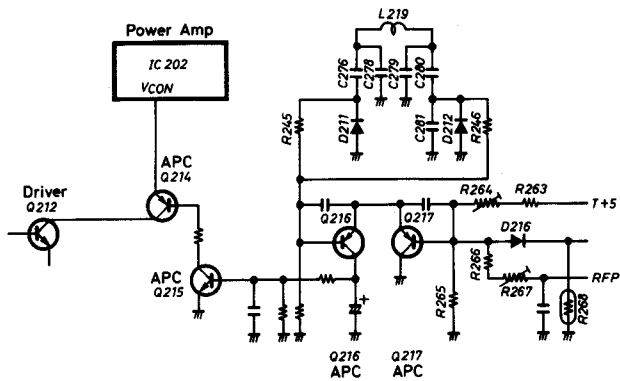 L219
Power Amp
IC 202
VCON
C276
C278
C279
C280
R245
D211
C281
D212
R246
APC
Q214
Driver
Q212
Q216
Q217
R264
R263
T+5
D216
R266
R267
RFP
R268
R265
APC
Q215
Q216
APC
Q217
APC